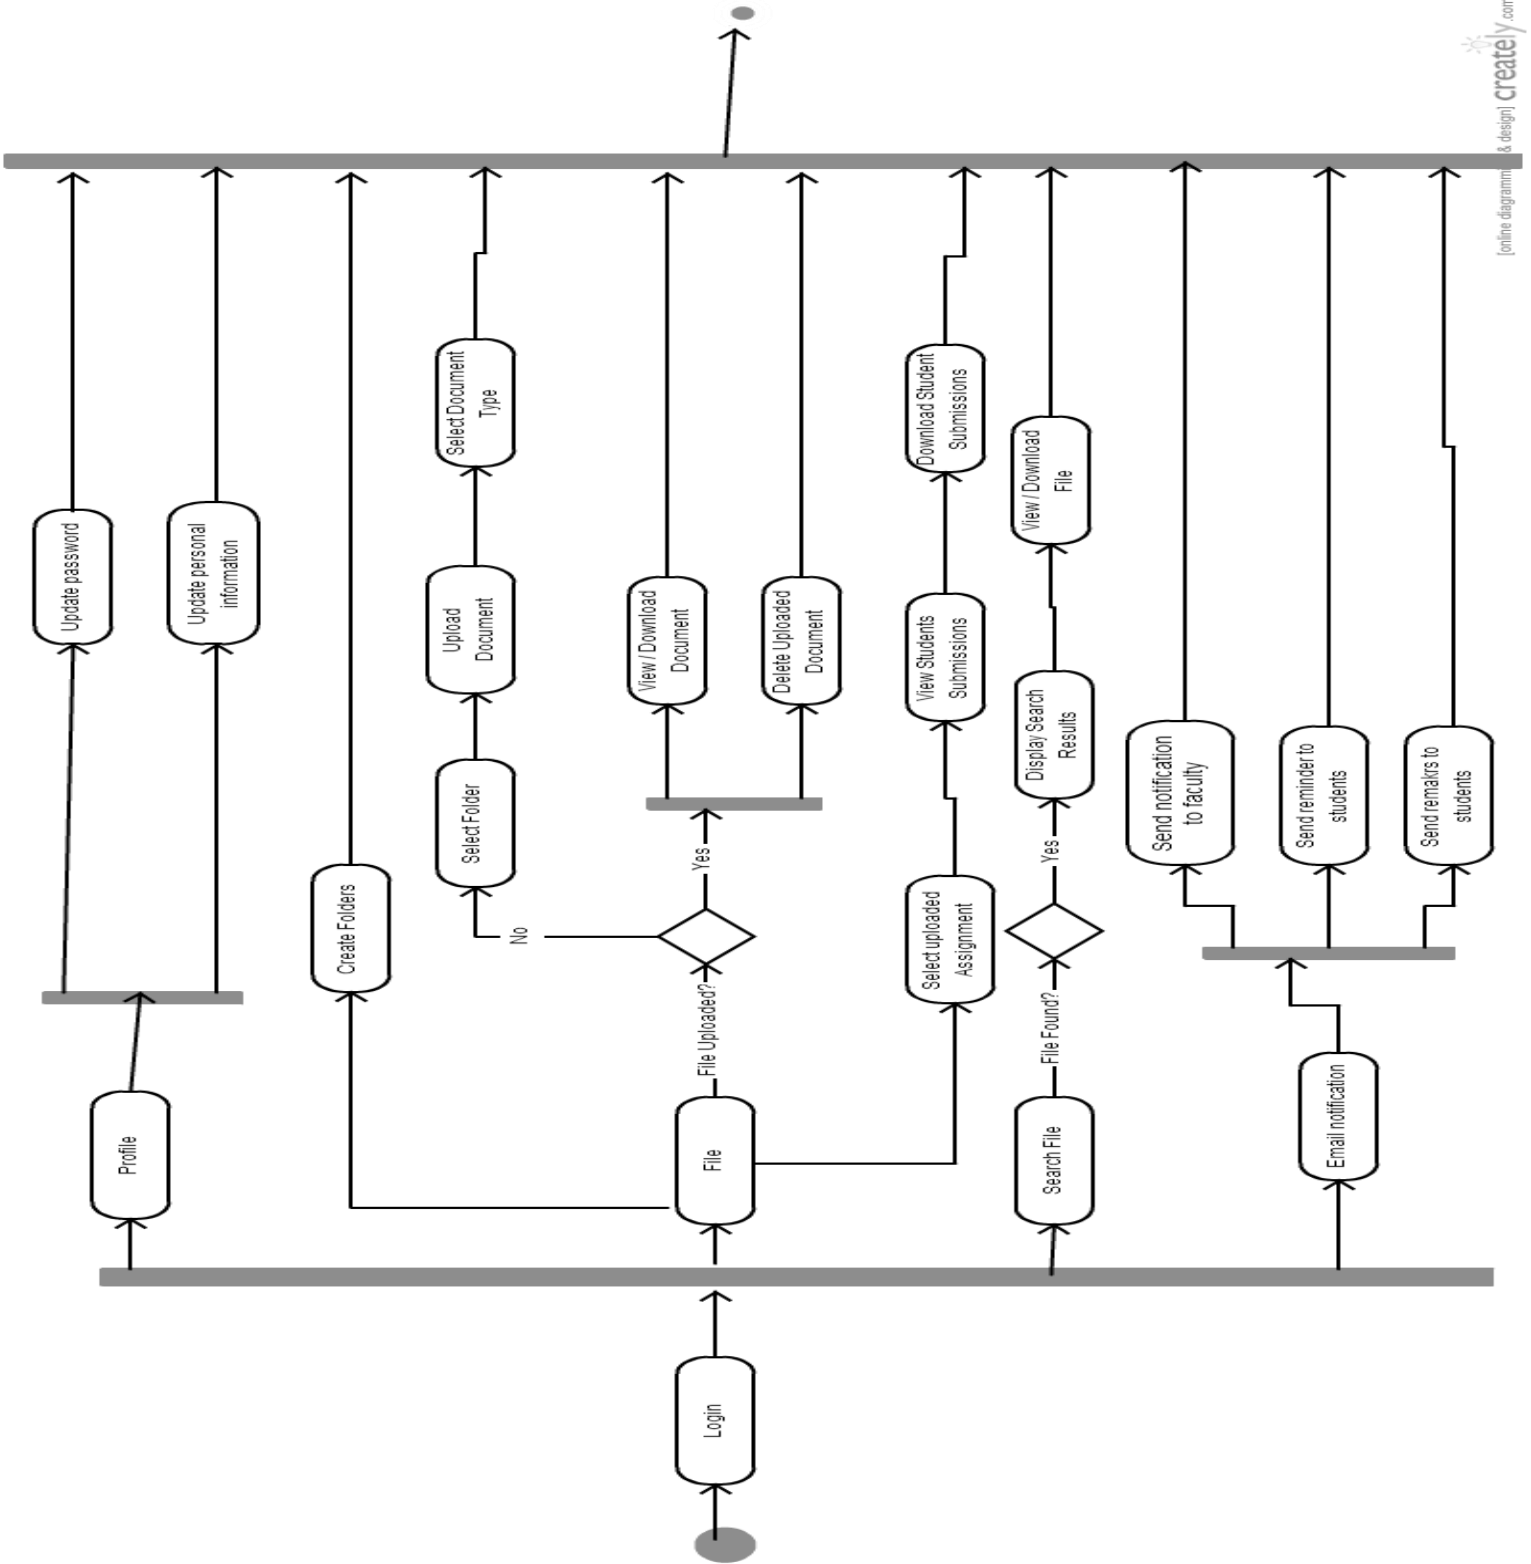 Login
Profile
Update password
Update personal
information
File
Create Folders
File Uploaded?
No
Select Folder
Upload
Document
Select Document
Type
Yes
View / Download
Document
Delete Uploaded
Document
Select uploaded
Assignment
View Students
Submissions
Download Student
Submissions
Search File
File Found?
Yes
Display Search
Results
View / Download
File
Email notification
Send notification
to faculty
Send reminder to
students
Send remakrs to
students
[online diagramming & design] creately.com